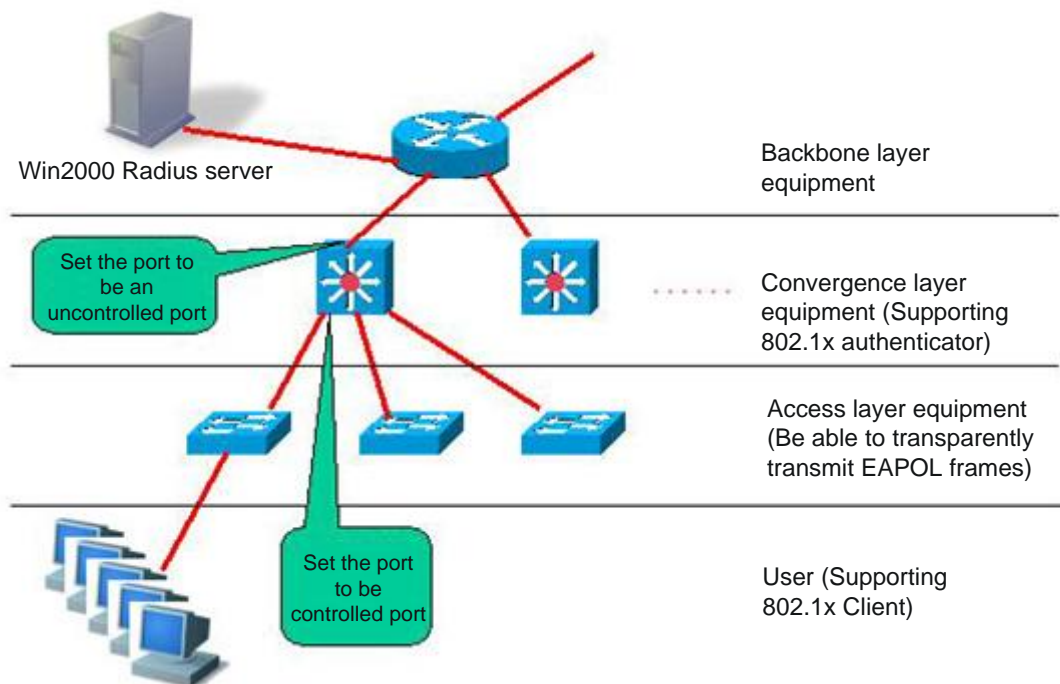 Win2000 Radius server
Backbone layer
equipment
Set the port to
be an
uncontrolled port
Convergence layer
equipment (Supporting
802.1x authenticator)
Access layer equipment
(Be able to transparently
transmit EAPOL frames)
Set the port
to be
controlled port
User (Supporting
802.1x Client)